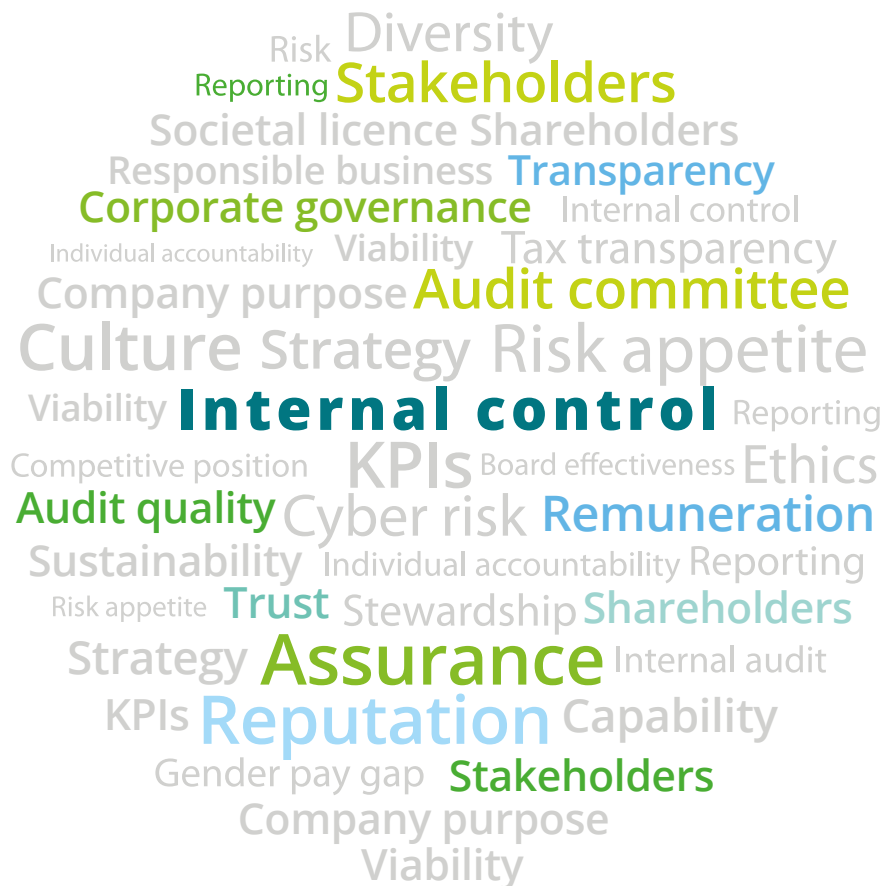 Risk Diversity
Reporting Stakeholders
Societal licence Shareholders
Responsible business Transparency
Corporate governance Internal control
Individual accountability Viability Tax transparency
Company purpose Audit committee
Culture Strategy Risk appetite
Viability Internal control Reporting
Competitive position KPIs Board effectiveness Ethics
Audit quality Cyber risk Remuneration
Sustainability Individual accountability Reporting
Risk appetite Trust Stewardship Shareholders
Strategy Assurance Internal audit
KPIs Reputation Capability
Gender pay gap Stakeholders
Company purpose
Viability